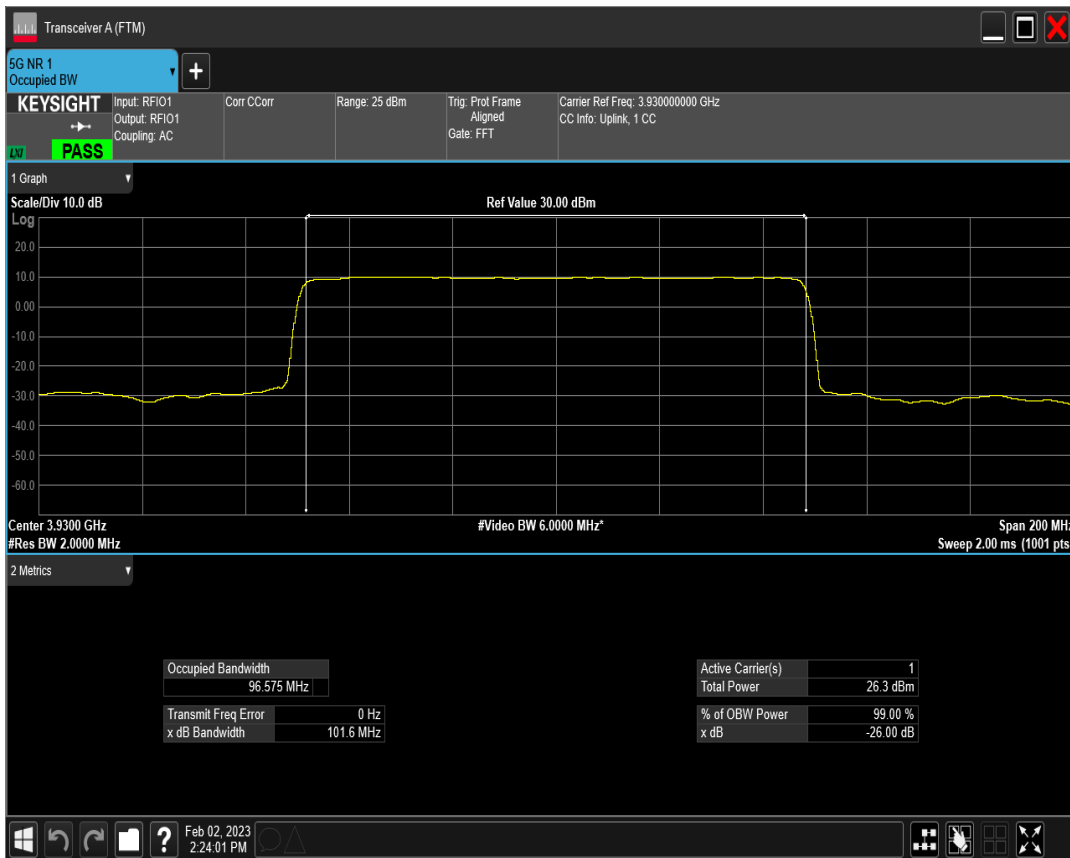 Transceiver A (FTM)
5G NR 1
Occupied BW
+
KEYSIGHT
LXI
PASS
Input: RFIO1
Output: RFIO1
Coupling: AC
Corr CCorr
Range: 25 dBm
Trig: Prot Frame
Aligned
Gate: FFT
Carrier Ref Freq: 3.930000000 GHz
CC Info: Uplink, 1 CC
1 Graph
Scale/Div 10.0 dB
Ref Value 30.00 dBm
Log
20.0
10.0
0.00
-10.0
-20.0
-30.0
-40.0
-50.0
-60.0
Center 3.9300 GHz
#Video BW 6.0000 MHz*
Span 200 MHz
#Res BW 2.0000 MHz
Sweep 2.00 ms (1001 pts
2 Metrics
Occupied Bandwidth
96.575 MHz
Transmit Freq Error 0 Hz
x dB Bandwidth 101.6 MHz
Active Carrier(s) 1
Total Power 26.3 dBm
% of OBW Power 99.00 %
x dB -26.00 dB
?
Feb 02, 2023
2:24:01 PM